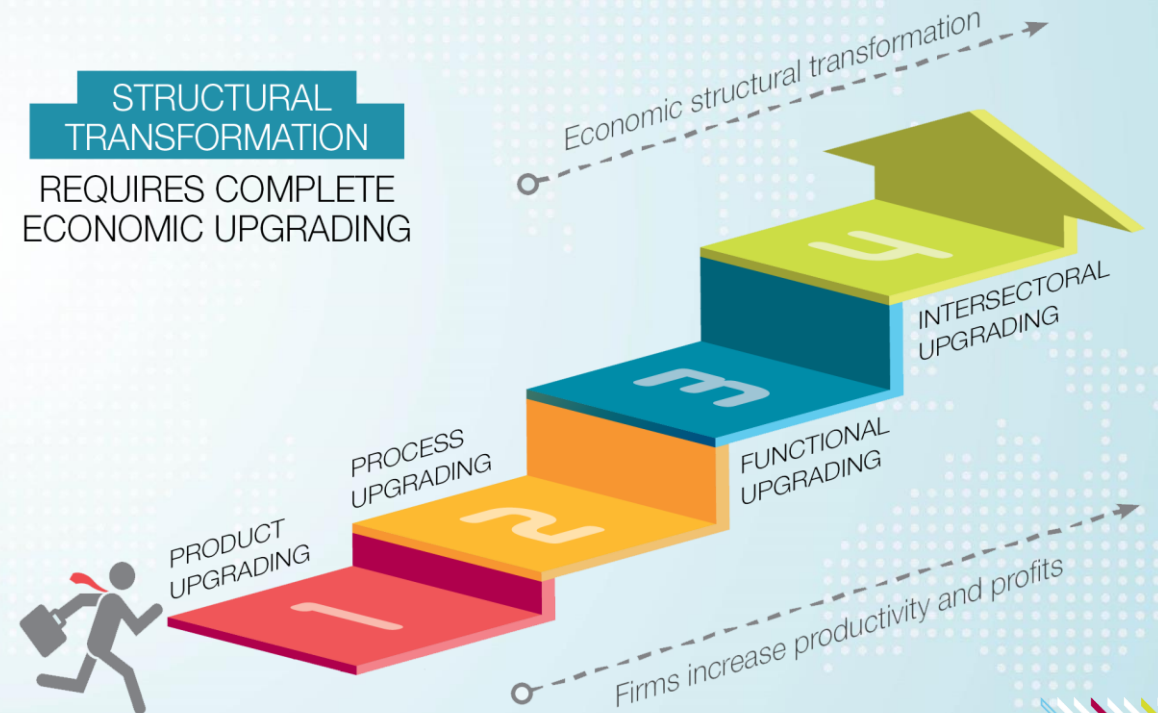 STRUCTURAL
TRANSFORMATION
REQUIRES COMPLETE
ECONOMIC UPGRADING
Economic structural transformation
4
INTERSECTORAL
UPGRADING
3
FUNCTIONAL
UPGRADING
PROCESS
UPGRADING
2
PRODUCT
UPGRADING
1
Firms increase productivity and profits